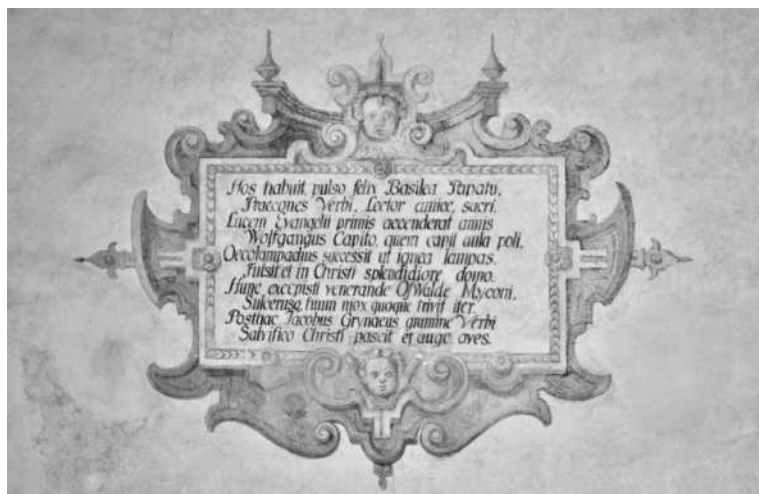 Hos habuit pulso felix Basilea Papatu,
Praecones Verbi, Lector amice, sacri.
Lucem Evangelii primis accenderat annis
Wolfgangus Capito, quem capit aula poli.
Oecolampadius successit ut ignea lampas.
Fulsit et in Christi splendidiore domo.
Hunc excepisti venerande Oswalde Myconi,
Sulcerus tuum mox quoque trivit iter.
Posthac Jacobus Grynaeus gramine Verbi
Salvifico Christi pascit et auget oves.